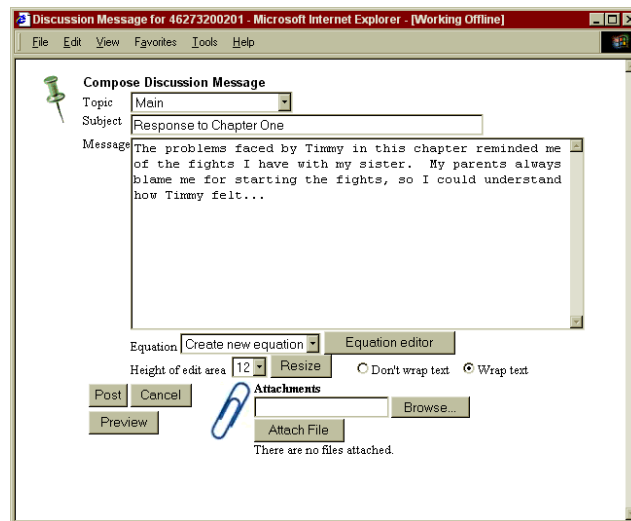 Discussion Message for 46273200201 - Microsoft Internet Explorer - [Working Offline]
File Edit View Favorites Tools Help
Compose Discussion Message
Topic Main
Subject Response to Chapter One
Message The problems faced by Timmy in this chapter reminded me
of the fights I have with my sister. My parents always
blame me for starting the fights, so I could understand
how Timmy felt...
Equation Create new equation Equation editor
Height of edit area 12 Resize Don't wrap text Wrap text
Post Cancel Attachments
Browse...
Preview Attach File
There are no files attached.